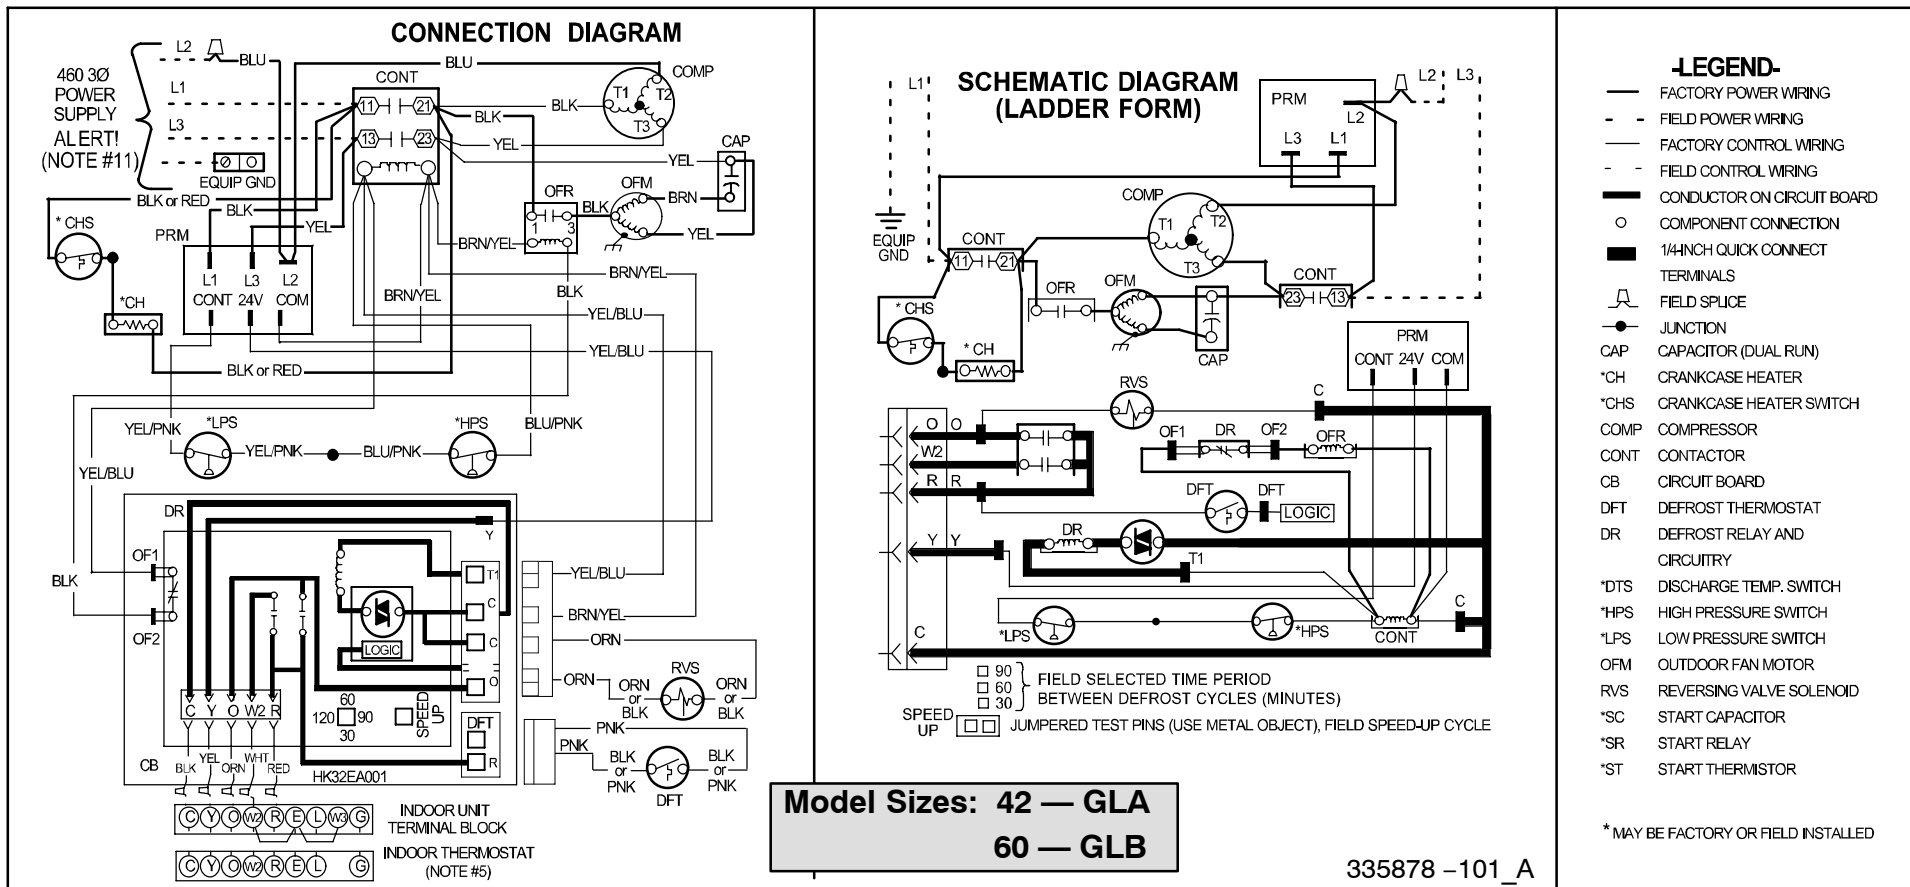 CONNECTION DIAGRAM
L2
BLU
BLU
COMP
460 3Ø
POWER
SUPPLY
L1
CONT
11
21
BLK
T1
T2
T3
ALERT!
(NOTE #11)
L3
BLK
13
23
YEL
CAP
YEL
EQUIP GND
BLK or RED
OFR
OFM
BRN
* CHS
BLK
1
3
BLK
PRM
YEL
BRN/YEL
YEL
BRN/YEL
L1 L3 L2
CONT 24V COM
BRN/YEL
BLK
*CH
YEL/BLU
YEL/BLU
BLK or RED
YEL/PNK
*LPS
*HPS
BLU/PNK
YEL/PNK
BLU/PNK
YEL/BLU
DR
Y
OF1
T1
YEL/BLU
BLK
C
BRN/YEL
OF2
LOGIC
C
ORN
RVS
O
ORN
ORN
or
BLK
ORN
or
BLK
C Y O W2 R
60
120 90
30
SPEED
UP
DFT
R
PNK
PNK
BLK
or
PNK
BLK
or
PNK
DFT
CB
BLK
YEL
ORN
WHT
RED
HK32EA001
C Y O W2 R E L W3 G
INDOOR UNIT
TERMINAL BLOCK
C Y O W2 R E L G
INDOOR THERMOSTAT
(NOTE #5)
SCHEMATIC DIAGRAM
(LADDER FORM)
L1
L2
L3
PRM
L2
L3 L1
COMP
T1
T2
T3
EQUIP
GND
CONT
11
21
CONT
23
13
OFR
OFM
* CHS
* CH
CAP
PRM
CONT 24V COM
RVS
C
O O
OF1
DR
OF2
OFR
W2
R R
DFT
DFT
LOGIC
Y Y
DR
T1
C
*LPS
*HPS
CONT
C
90
60
30
FIELD SELECTED TIME PERIOD
BETWEEN DEFROST CYCLES (MINUTES)
SPEED
UP
JUMPERED TEST PINS (USE METAL OBJECT), FIELD SPEED-UP CYCLE
Model Sizes: 42 — GLA
60 — GLB
335878 –101_A
-LEGEND-
FACTORY POWER WIRING
FIELD POWER WIRING
FACTORY CONTROL WIRING
FIELD CONTROL WIRING
CONDUCTOR ON CIRCUIT BOARD
COMPONENT CONNECTION
1/4-INCH QUICK CONNECT
TERMINALS
FIELD SPLICE
JUNCTION
CAP CAPACITOR (DUAL RUN)
*CH CRANKCASE HEATER
*CHS CRANKCASE HEATER SWITCH
COMP COMPRESSOR
CONT CONTACTOR
CB CIRCUIT BOARD
DFT DEFROST THERMOSTAT
DR DEFROST RELAY AND
CIRCUITRY
*DTS DISCHARGE TEMP. SWITCH
*HPS HIGH PRESSURE SWITCH
*LPS LOW PRESSURE SWITCH
OFM OUTDOOR FAN MOTOR
RVS REVERSING VALVE SOLENOID
*SC START CAPACITOR
*SR START RELAY
*ST START THERMISTOR
* MAY BE FACTORY OR FIELD INSTALLED